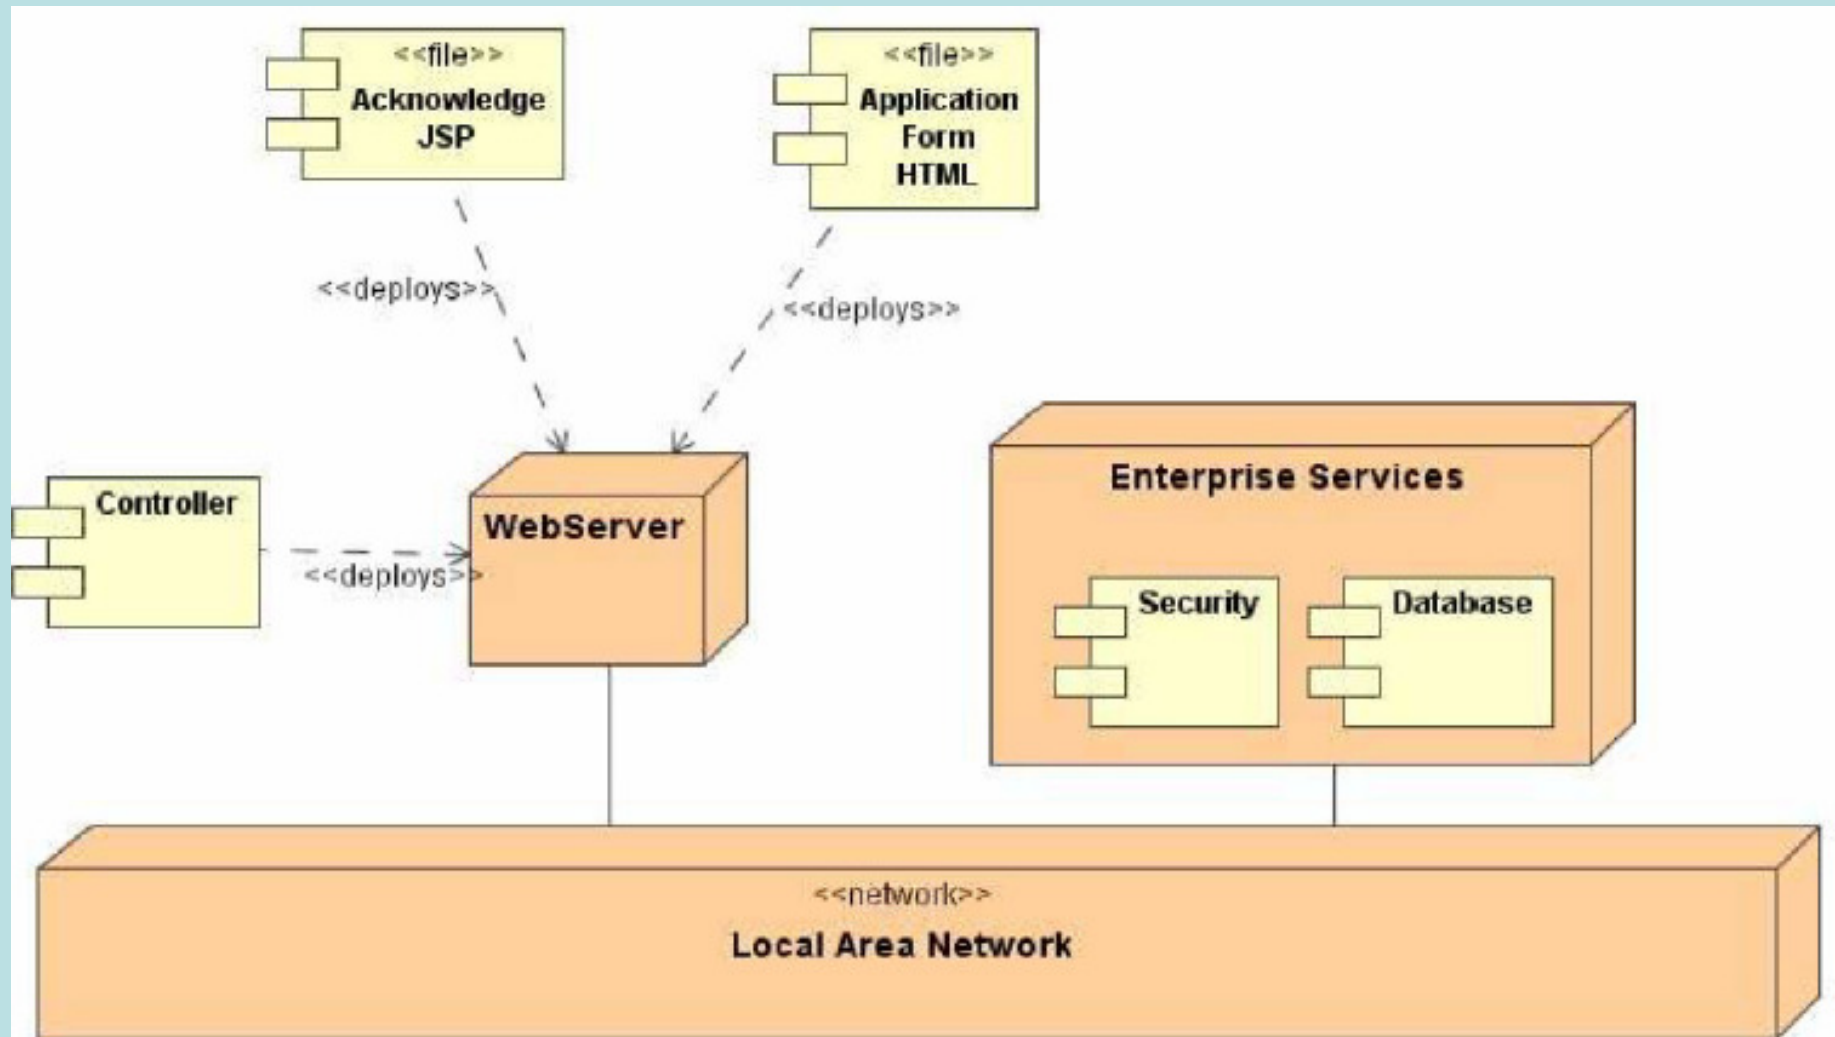 <<file>>
Acknowledge
JSP
<<file>>
Application
Form
HTML
<<deploys>>
<<deploys>>
Controller
<<deploys>>
WebServer
Enterprise Services
Security
Database
<<network>>
Local Area Network